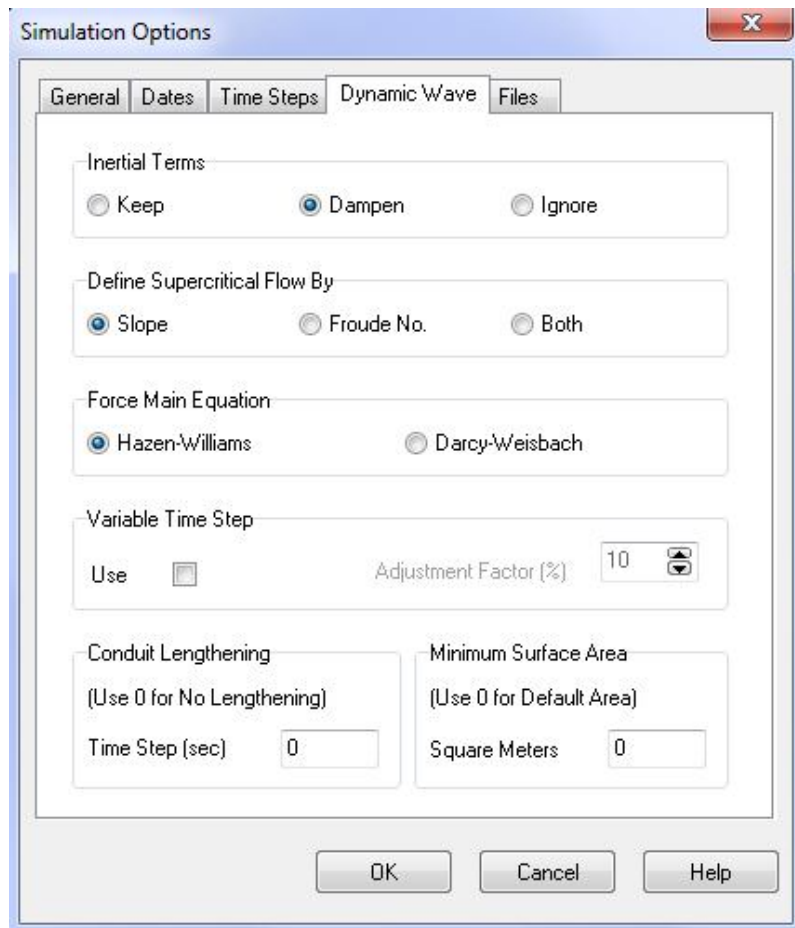 Simulation Options
General Dates Time Steps Dynamic Wave Files
Inertial Terms
Keep Dampen Ignore
Define Supercritical Flow By
Slope Froude No. Both
Force Main Equation
Hazen-Williams Darcy-Weisbach
Variable Time Step
Use Adjustment Factor (%) 10
Conduit Lengthening
(Use 0 for No Lengthening)
Time Step (sec) 0
Minimum Surface Area
(Use 0 for Default Area)
Square Meters 0
OK Cancel Help